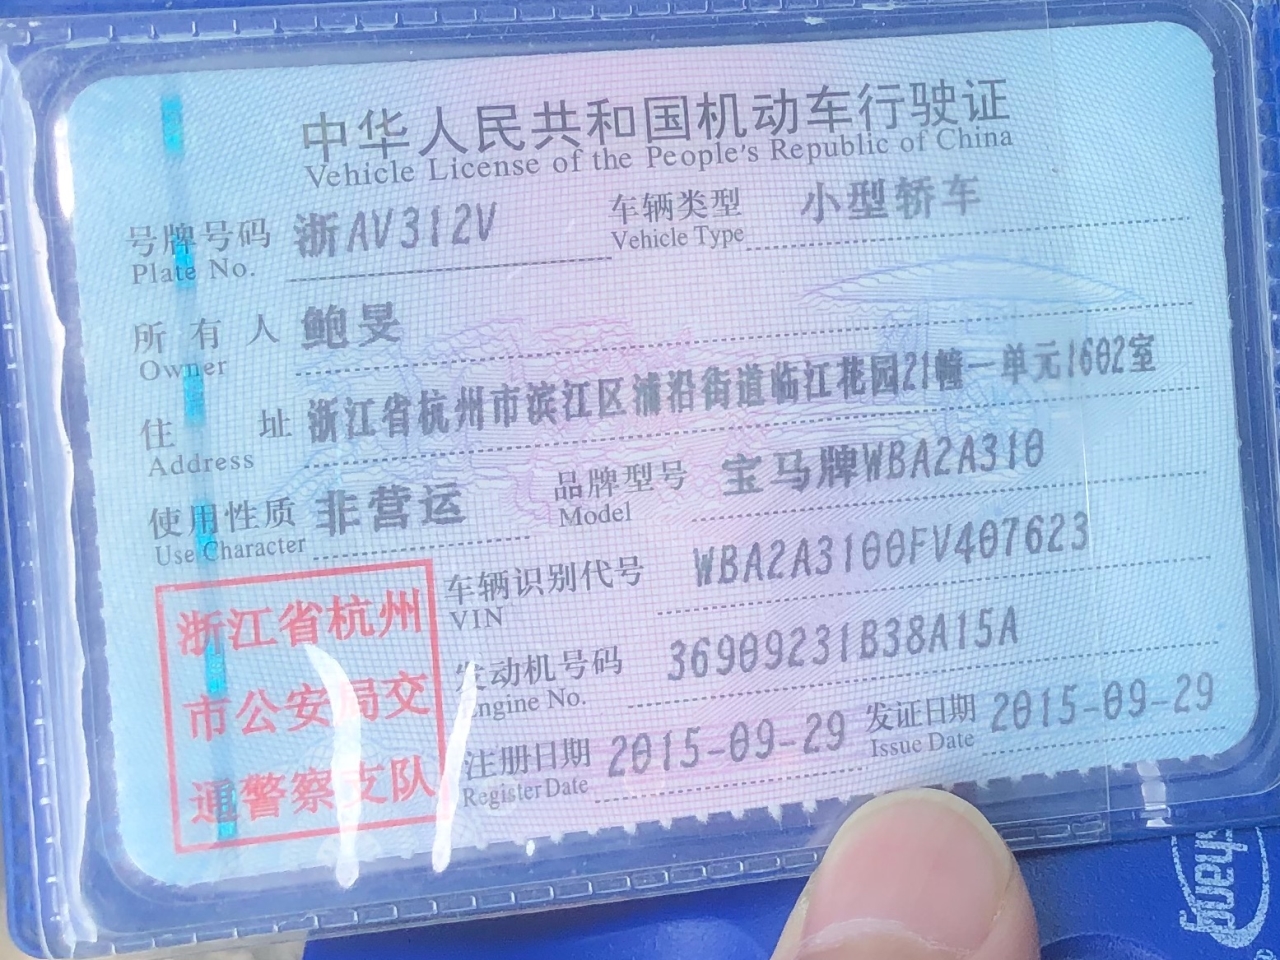 中华人民共和国机动车行驶证
Vehicle License of the People's Republic of China
号牌号码 浙AV312V 车辆类型 小型轿车
Plate No. Vehicle Type
所有人 鲍旻
Owner
住址 浙江省杭州市滨江区浦沿街道临江花园21幢一单元1602室
Address
使用性质 非营运 品牌型号 宝马牌WBA2A310
Use Character Model
车辆识别代号 WBA2A3100FV407623
VIN
发动机号码 36909231B38A15A
Engine No.
注册日期 2015-09-29 发证日期 2015-09-29
Register Date Issue Date
浙江省杭州
市公安局交
通警察支队